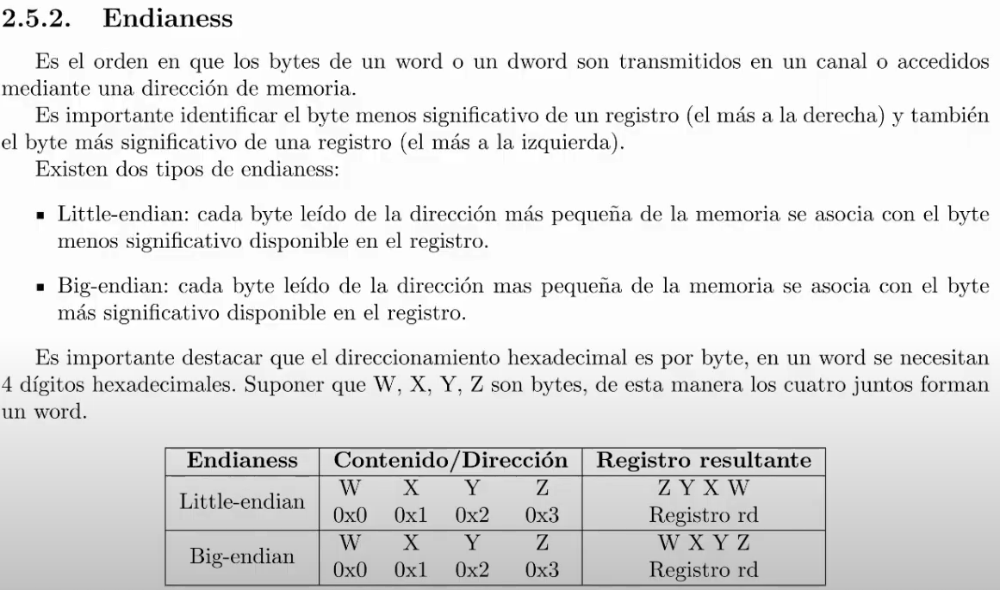 2.5.2. Endianess
Es el orden en que los bytes de un word o un dword son transmitidos en un canal o accedidos
mediante una dirección de memoria.
Es importante identificar el byte menos significativo de un registro (el más a la derecha) y también
el byte más significativo de una registro (el más a la izquierda).
Existen dos tipos de endianess:
▪ Little-endian: cada byte leído de la dirección más pequeña de la memoria se asocia con el byte
menos significativo disponible en el registro.
▪ Big-endian: cada byte leído de la dirección mas pequeña de la memoria se asocia con el byte
más significativo disponible en el registro.
Es importante destacar que el direccionamiento hexadecimal es por byte, en un word se necesitan
4 dígitos hexadecimales. Suponer que W, X, Y, Z son bytes, de esta manera los cuatro juntos forman
un word.
Endianess Contenido/Dirección Registro resultante
Little-endian
W X Y Z Z Y X W
0x0 0x1 0x2 0x3 Registro rd
Big-endian
W X Y Z W X Y Z
0x0 0x1 0x2 0x3 Registro rd